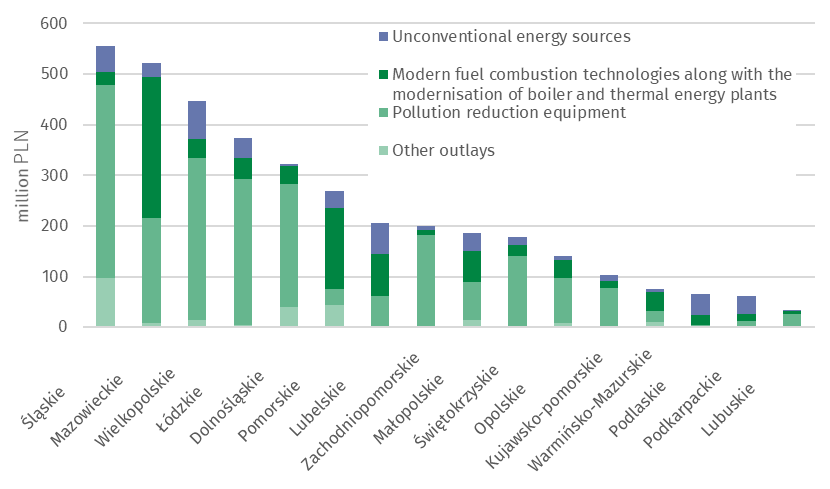 600
500
400
300
200
100
0
million PLN
Unconventional energy sources
Modern fuel combustion technologies along with the
modernisation of boiler and thermal energy plants
Pollution reduction equipment
Other outlays
Śląskie
Mazowieckie
Wielkopolskie
Łódzkie
Dolnośląskie
Pomorskie
Lubelskie
Zachodniopomorskie
Małopolskie
Świętokrzyskie
Opolskie
Kujawsko-pomorskie
Warmińsko-Mazurskie
Podlaskie
Podkarpackie
Lubuskie